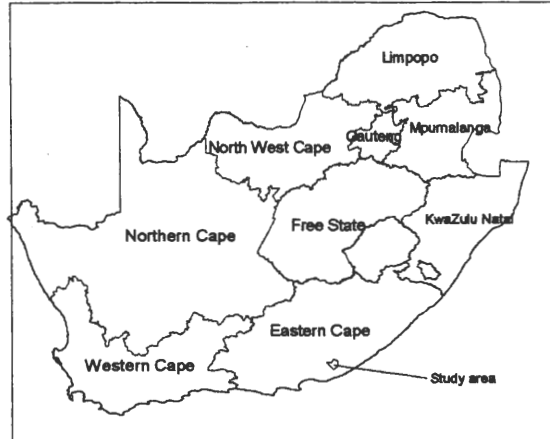 Limpopo
Mpumalanga
Gauteng
North West Cape
KwaZulu Natal
Free State
Northern Cape
Eastern Cape
Western Cape
Study area